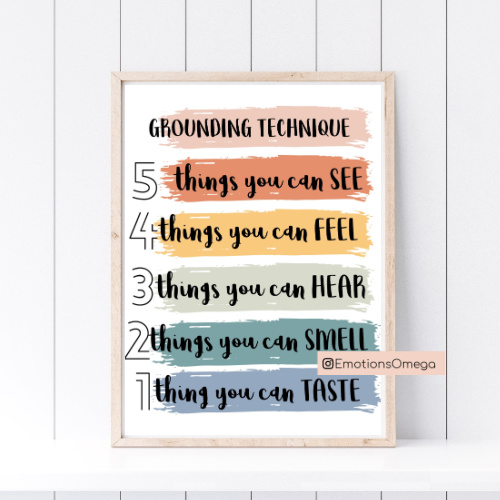 GROUNDING TECHNIQUE
5 things you can SEE
4 things you can FEEL
3 things you can HEAR
2 things you can SMELL
@EmotionsOmega
1 thing you can TASTE